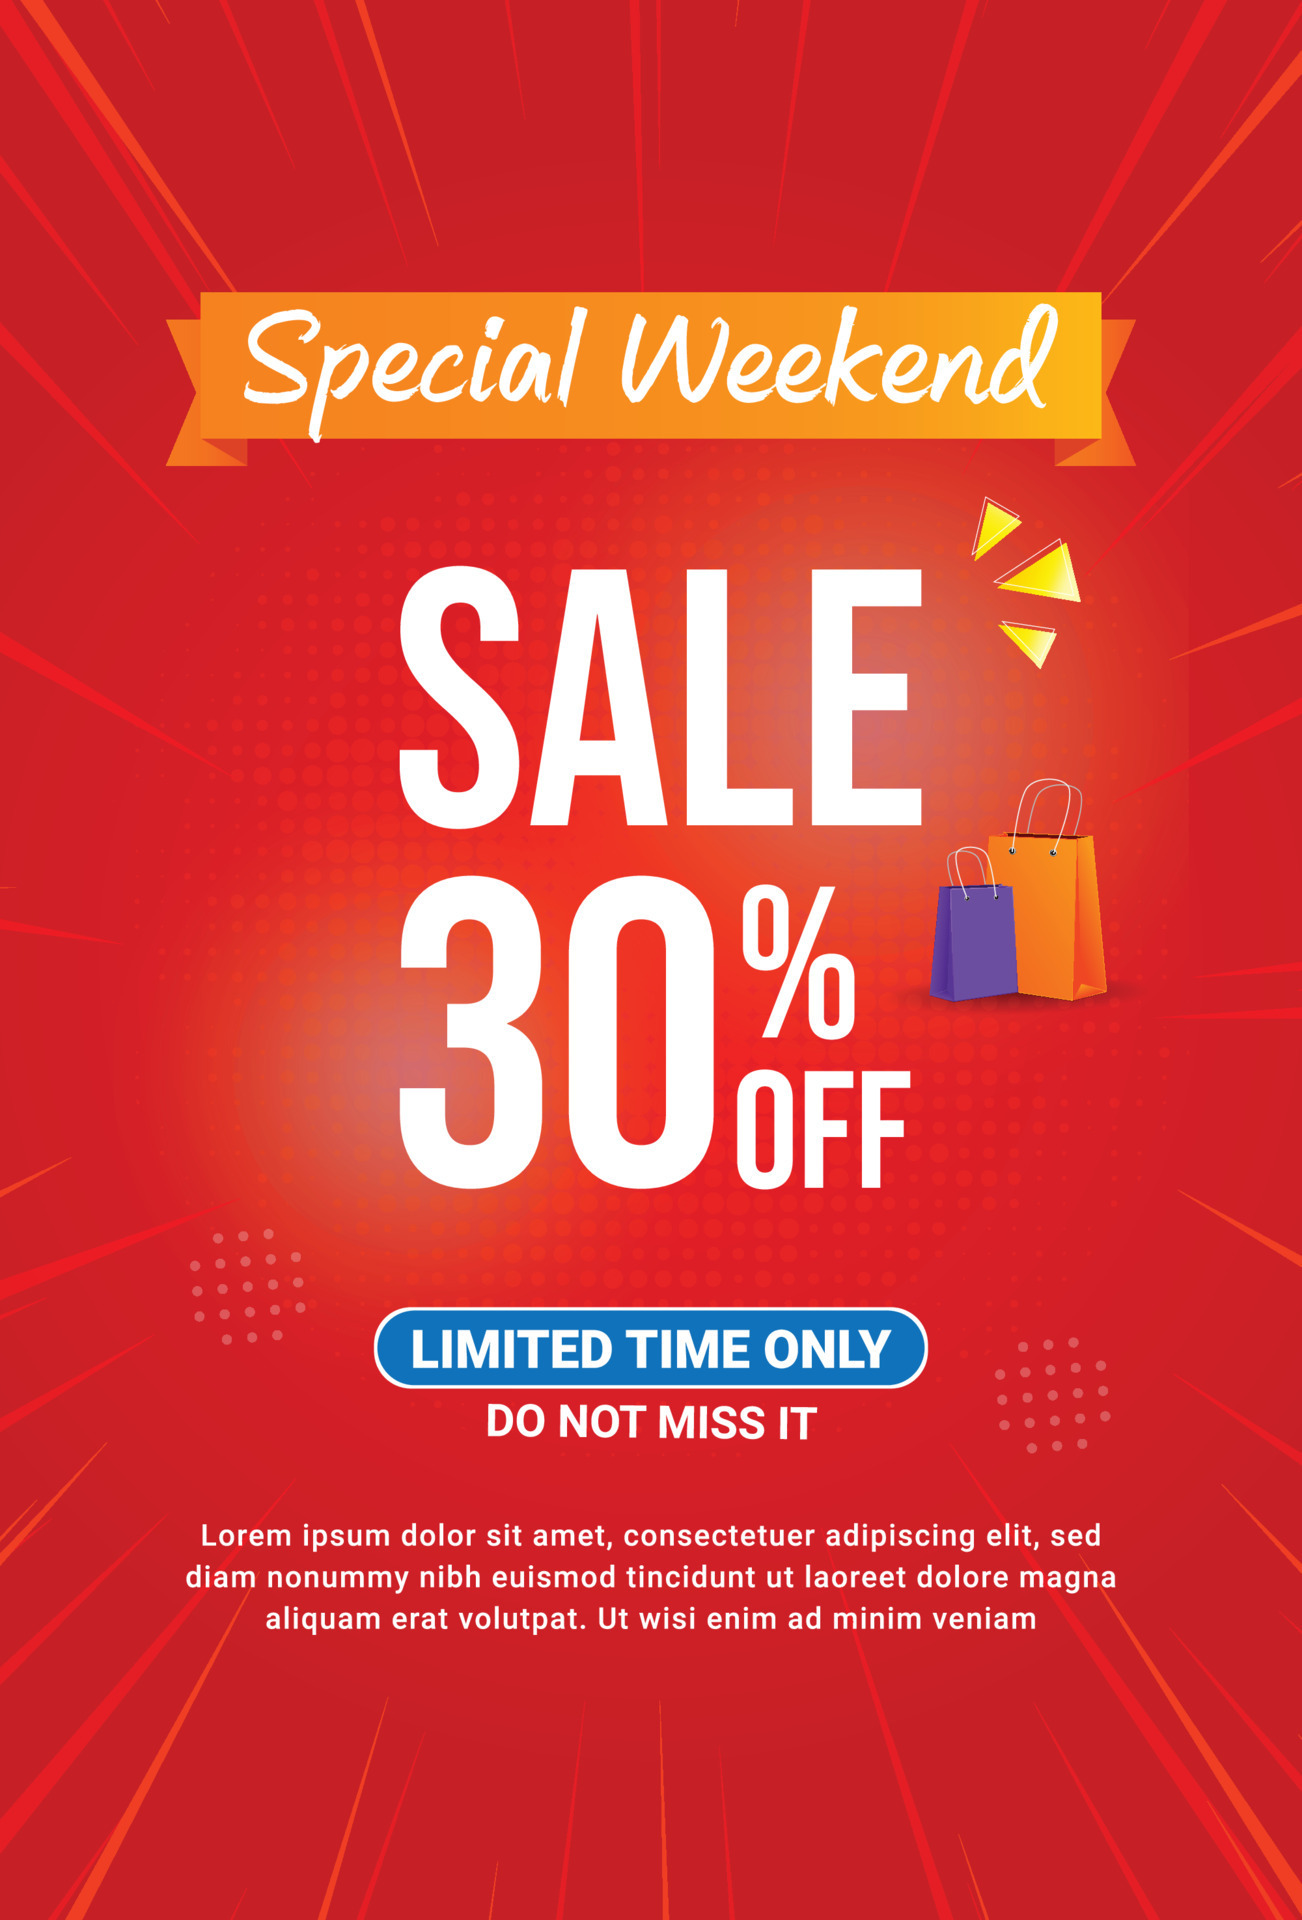 Special Weekend
SALE
30%
OFF
LIMITED TIME ONLY
DO NOT MISS IT
Lorem ipsum dolor sit amet, consectetuer adipiscing elit, sed
diam nonummy nibh euismod tincidunt ut laoreet dolore magna
aliquam erat volutpat. Ut wisi enim ad minim veniam